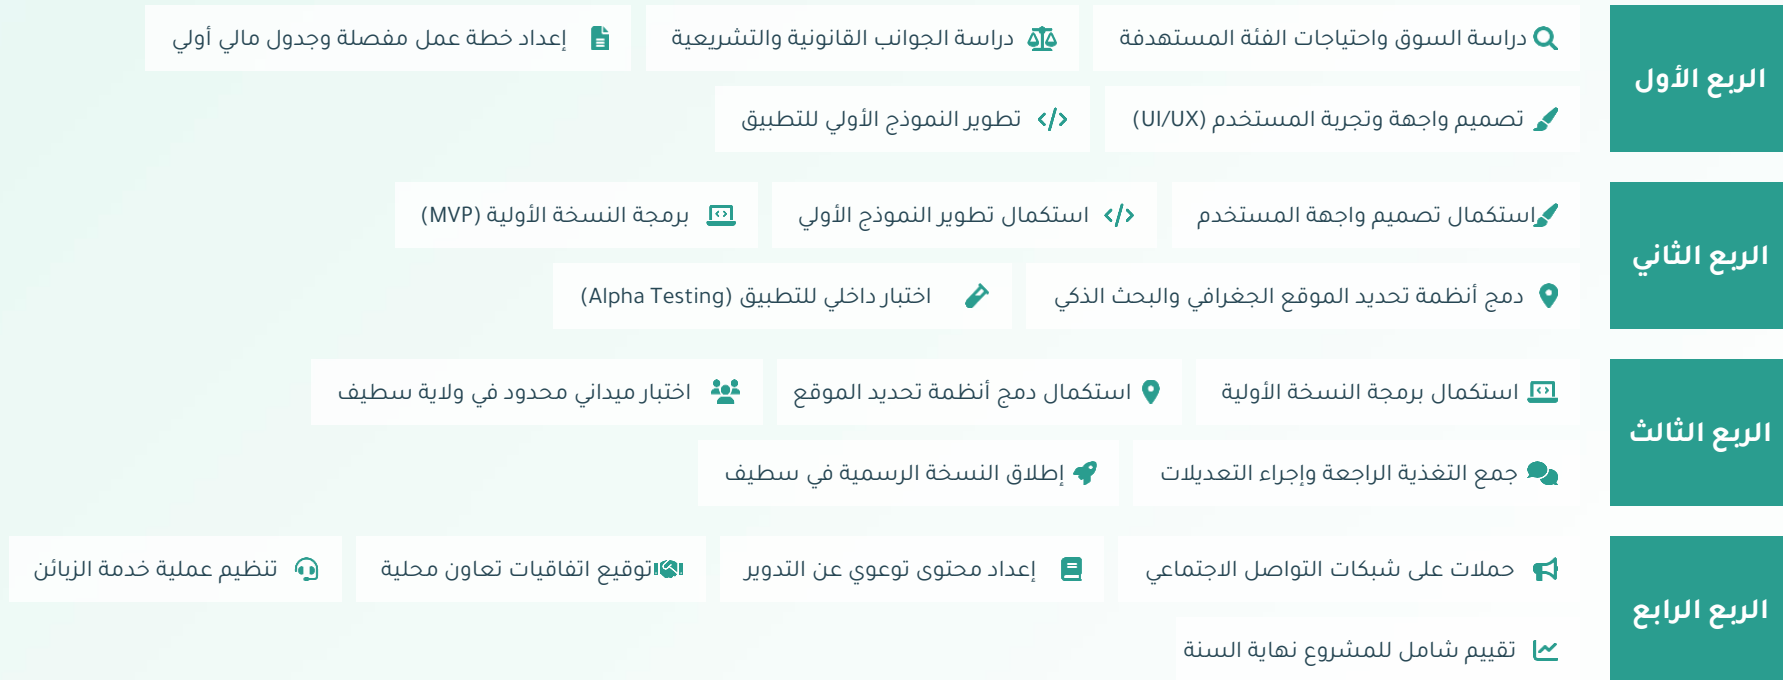 الربع الأول
دراسة السوق واحتياجات الفئة المستهدفة
دراسة الجوانب القانونية والتشريعية
إعداد خطة عمل مفصلة وجدول مالي أولي
تصميم واجهة وتجربة المستخدم (UI/UX)
تطوير النموذج الأولي للتطبيق
الربع الثاني
استكمال تصميم واجهة المستخدم
استكمال تطوير النموذج الأولي
برمجة النسخة الأولية (MVP)
دمج أنظمة تحديد الموقع الجغرافي والبحث الذكي
اختبار داخلي للتطبيق (Alpha Testing)
الربع الثالث
استكمال برمجة النسخة الأولية
استكمال دمج أنظمة تحديد الموقع
اختبار ميداني محدود في ولاية سطيف
جمع التغذية الراجعة وإجراء التعديلات
إطلاق النسخة الرسمية في سطيف
الربع الرابع
حملات على شبكات التواصل الاجتماعي
إعداد محتوى توعوي عن التدوير
توقيع اتفاقيات تعاون محلية
تنظيم عملية خدمة الزبائن
تقييم شامل للمشروع نهاية السنة